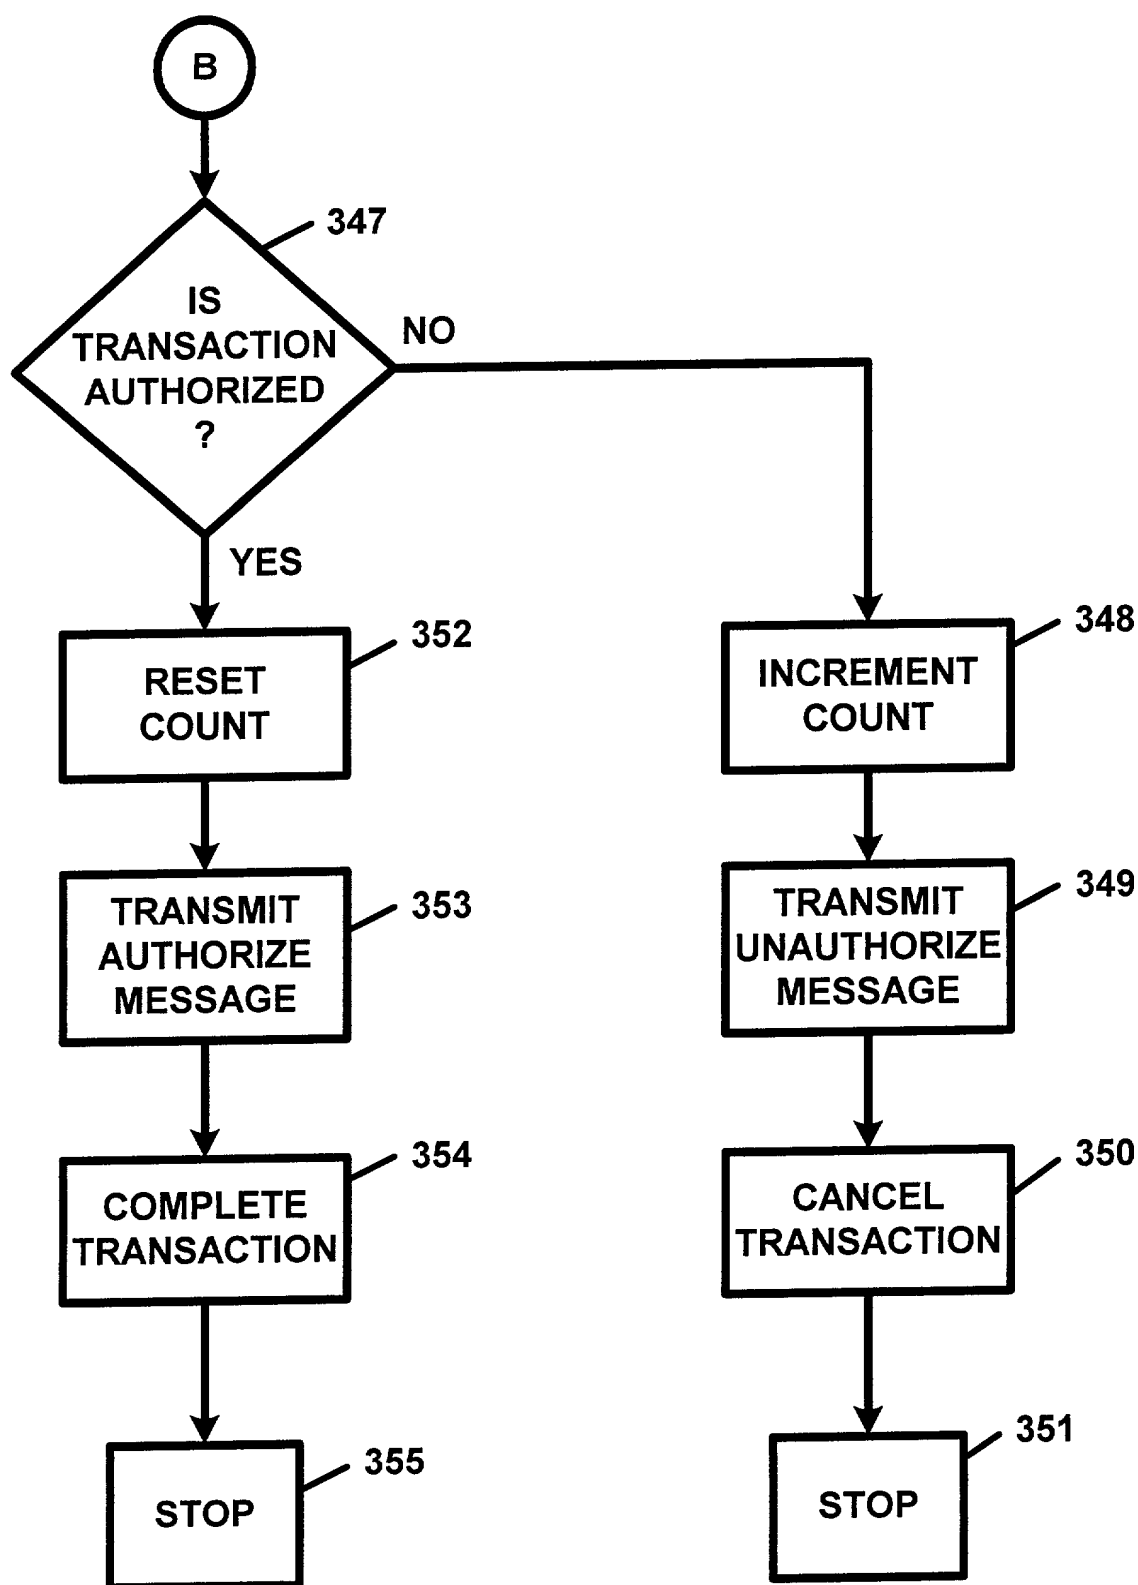 B
347
IS
TRANSACTION
AUTHORIZED
?
NO
YES
352
RESET
COUNT
353
TRANSMIT
AUTHORIZE
MESSAGE
354
COMPLETE
TRANSACTION
355
STOP
348
INCREMENT
COUNT
349
TRANSMIT
UNAUTHORIZE
MESSAGE
350
CANCEL
TRANSACTION
351
STOP